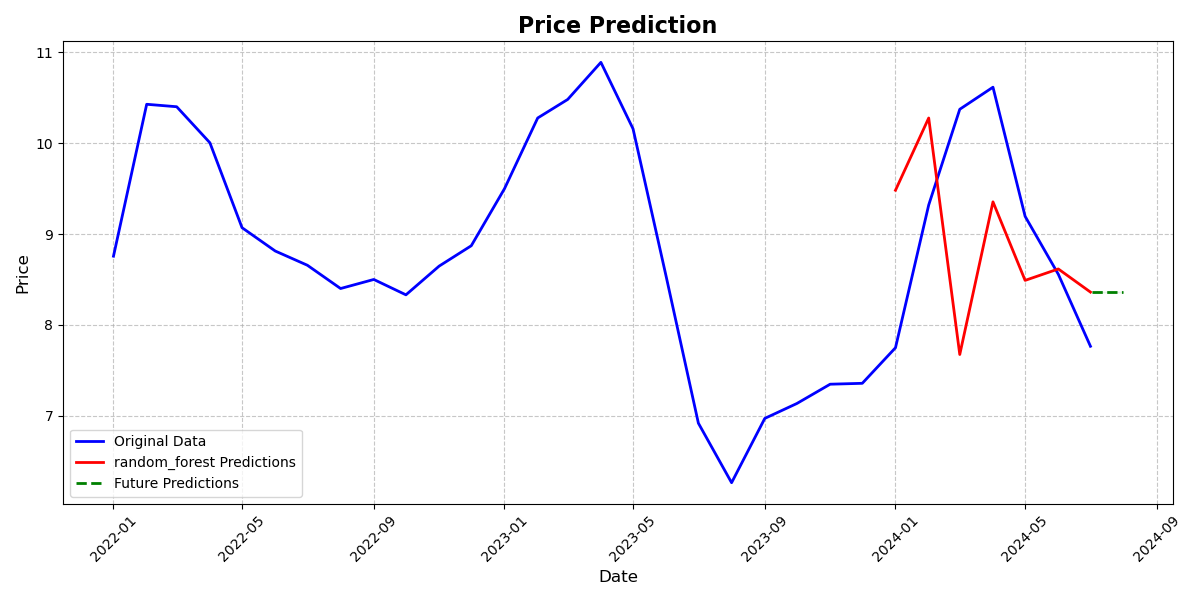 Price Prediction
Price
11
10
9
8
7
Original Data
random_forest Predictions
Future Predictions
2022-01
2022-05
2022-09
2023-01
2023-05
2023-09
2024-01
2024-05
2024-09
Date